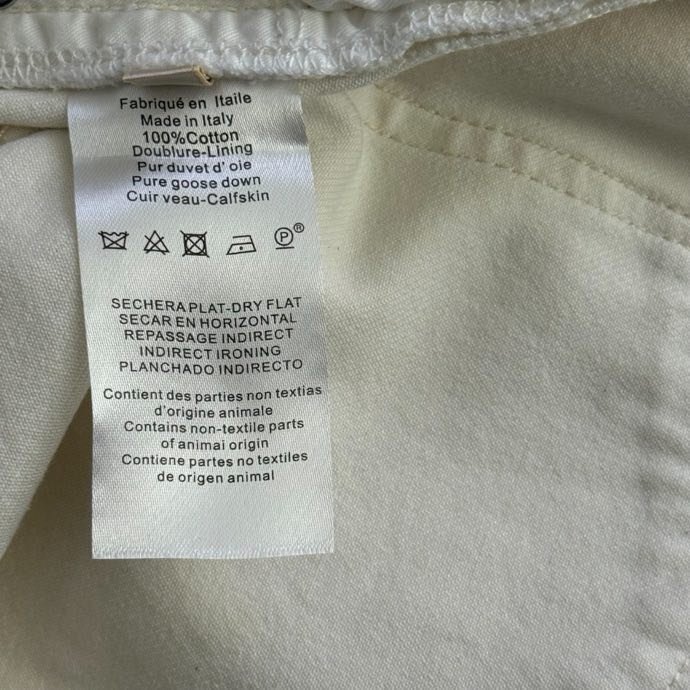 Fabriqué en Itaile
Made in Italy
100%Cotton
Doublure-Lining
Pur duvet d' oie
Pure goose down
Cuir veau-Calfskin
P®
SECHERA PLAT-DRY FLAT
SECAR EN HORIZONTAL
REPASSAGE INDIRECT
INDIRECT IRONING
PLANCHADO INDIRECTO
Contient des parties non textias
d'origine animale
Contains non-textile parts
of animai origin
Contiene partes no textiles
de origen animal